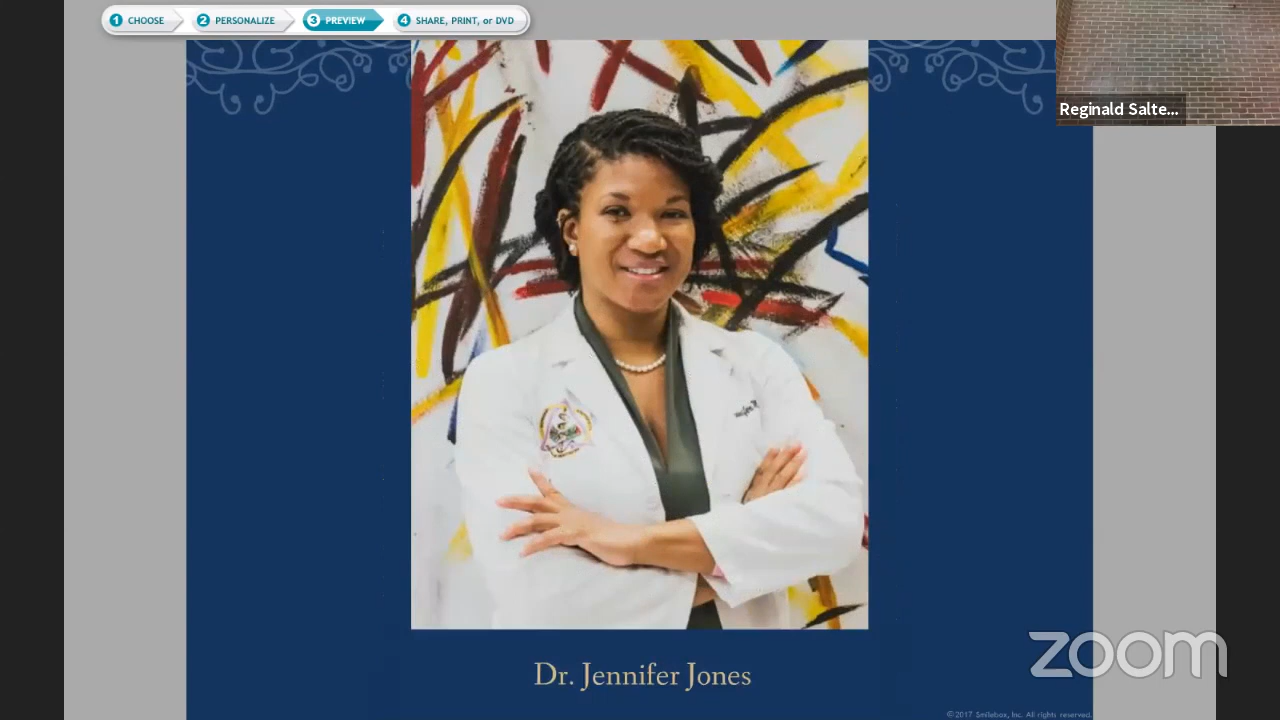 1 CHOOSE
2 PERSONALIZE
3 PREVIEW
4 SHARE, PRINT, or DVD
Reginald Salte...
Dr. Jennifer Jones
zoom
© 2017 Smilebox, Inc. All rights reserved.